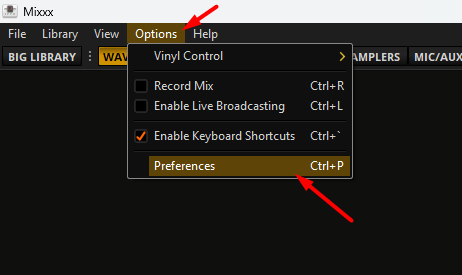 Mixxx
File Library View Options Help
BIG LIBRARY WAV AMPLERS MIC/AUX
Vinyl Control
Record Mix Ctrl+R
Enable Live Broadcasting Ctrl+L
Enable Keyboard Shortcuts Ctrl+`
Preferences Ctrl+P